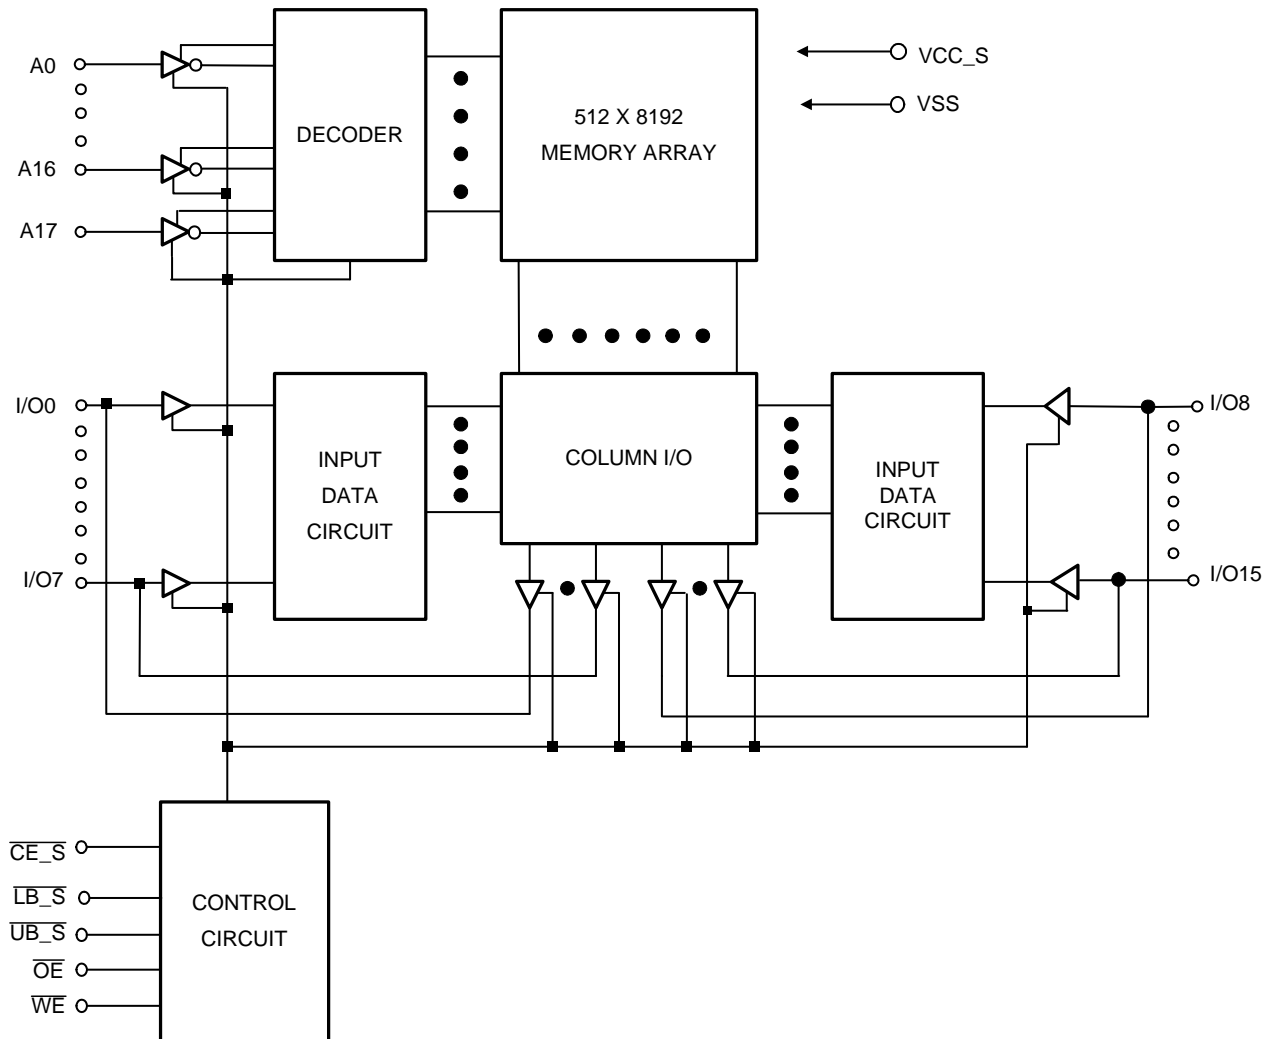 A0
A16
A17
DECODER
512 X 8192
MEMORY ARRAY
VCC_S
VSS
I/O0
I/O7
INPUT
DATA
CIRCUIT
COLUMN I/O
INPUT
DATA
CIRCUIT
I/O8
I/O15
CE_S
LB_S
UB_S
OE
WE
CONTROL
CIRCUIT